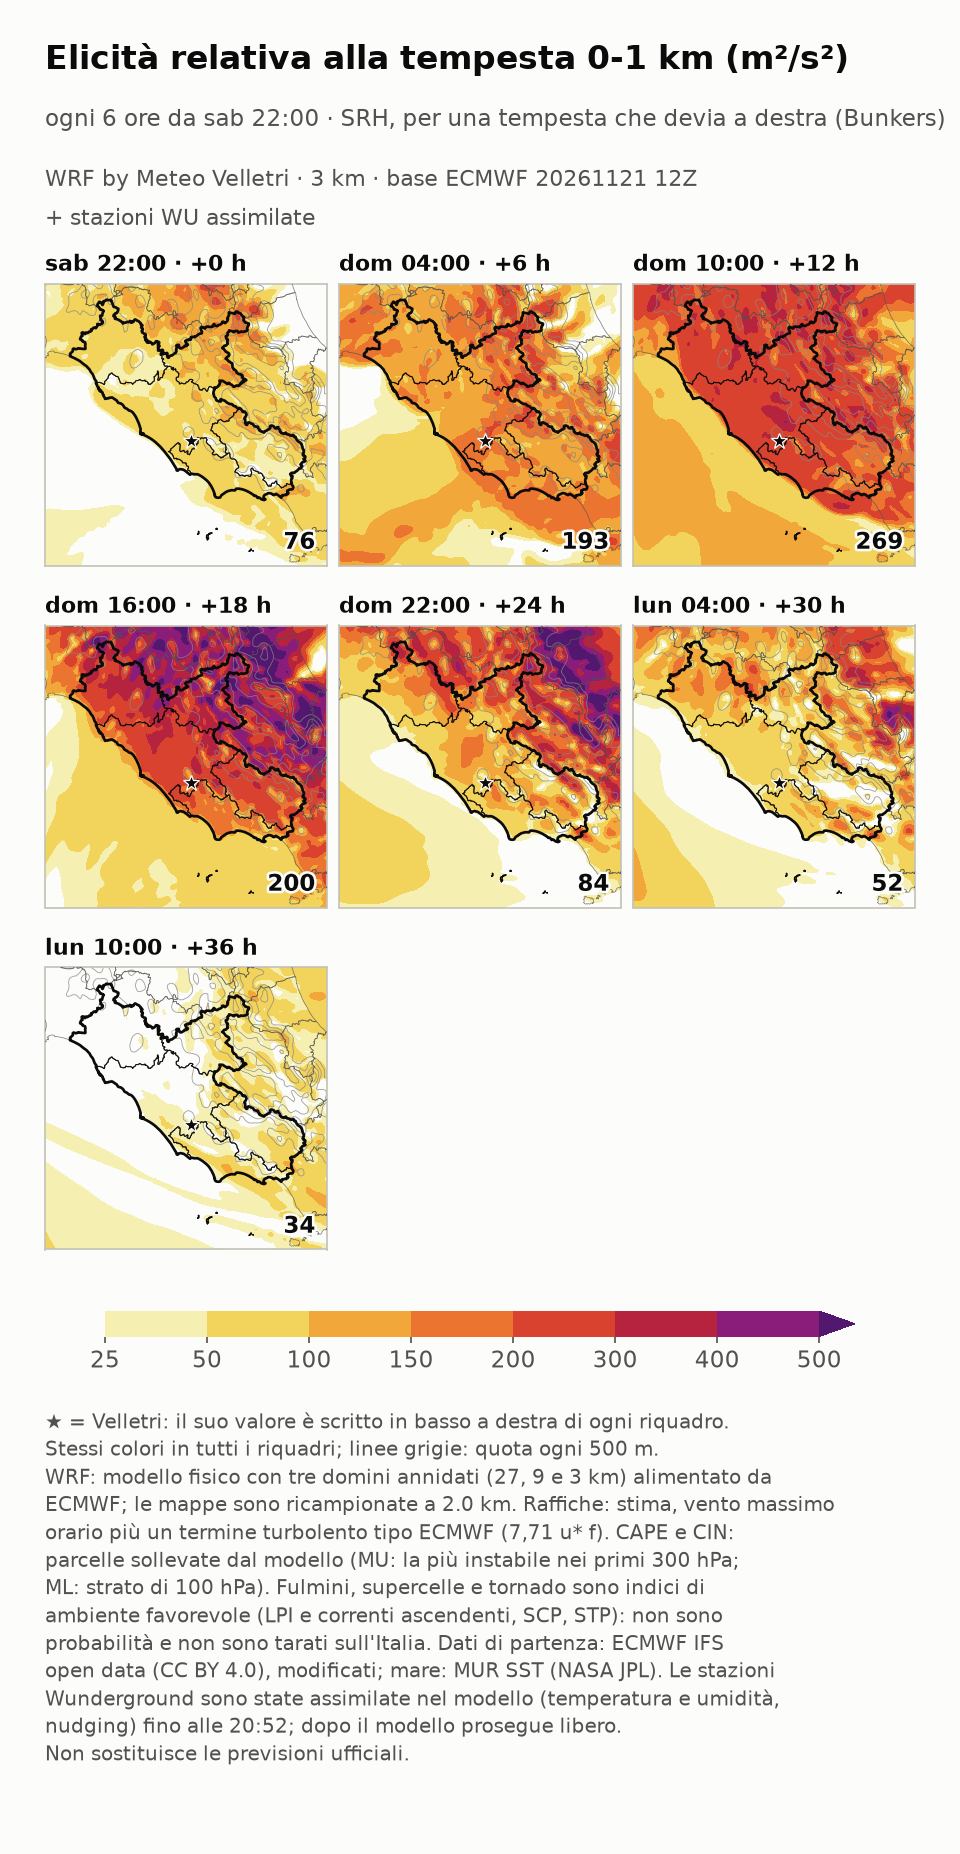 Elicità relativa alla tempesta 0-1 km (m²/s²)
ogni 6 ore da sab 22:00 · SRH, per una tempesta che devia a destra (Bunkers)
WRF by Meteo Velletri · 3 km · base ECMWF 20261121 12Z
+ stazioni WU assimilate
sab 22:00 · +0 h
dom 04:00 · +6 h
dom 10:00 · +12 h
76
193
269
dom 16:00 · +18 h
dom 22:00 · +24 h
lun 04:00 · +30 h
200
84
52
lun 10:00 · +36 h
34
25 50 100 150 200 300 400 500
★ = Velletri: il suo valore è scritto in basso a destra di ogni riquadro.
Stessi colori in tutti i riquadri; linee grigie: quota ogni 500 m.
WRF: modello fisico con tre domini annidati (27, 9 e 3 km) alimentato da
ECMWF; le mappe sono ricampionate a 2.0 km. Raffiche: stima, vento massimo
orario più un termine turbolento tipo ECMWF (7,71 u* f). CAPE e CIN:
parcelle sollevate dal modello (MU: la più instabile nei primi 300 hPa;
ML: strato di 100 hPa). Fulmini, supercelle e tornado sono indici di
ambiente favorevole (LPI e correnti ascendenti, SCP, STP): non sono
probabilità e non sono tarati sull'Italia. Dati di partenza: ECMWF IFS
open data (CC BY 4.0), modificati; mare: MUR SST (NASA JPL). Le stazioni
Wunderground sono state assimilate nel modello (temperatura e umidità,
nudging) fino alle 20:52; dopo il modello prosegue libero.
Non sostituisce le previsioni ufficiali.